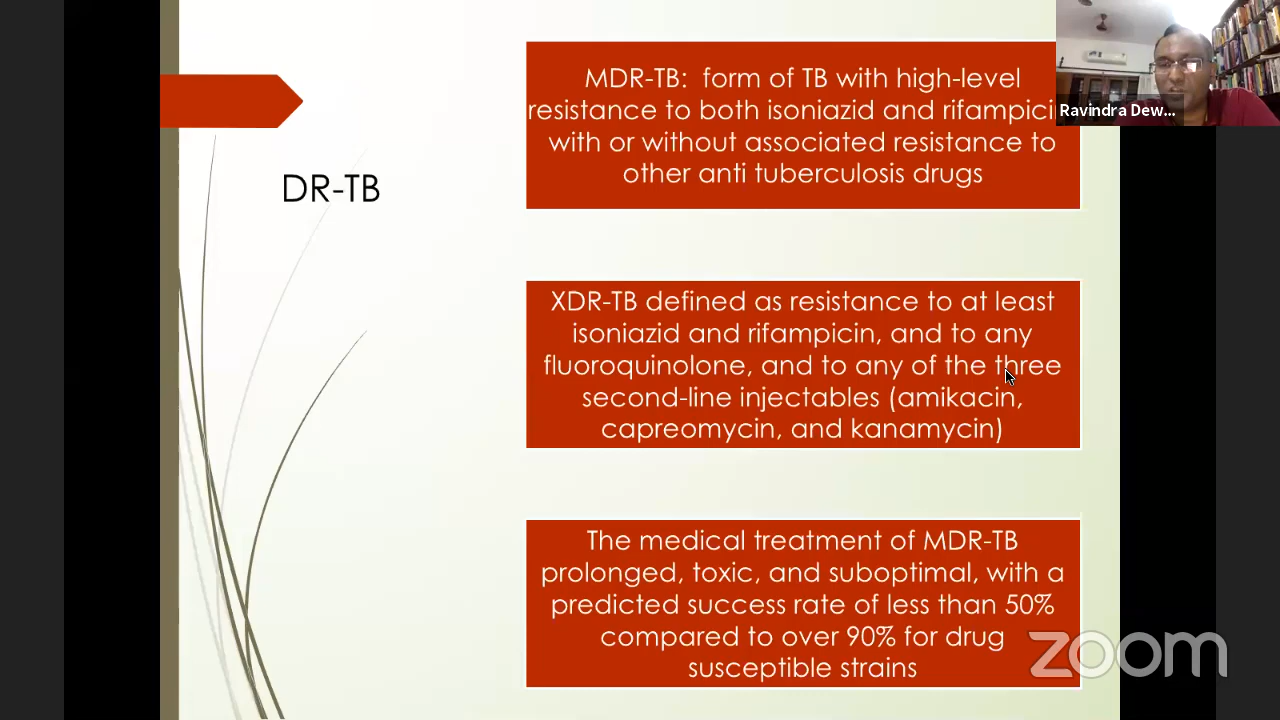 MDR-TB: form of TB with high-level
resistance to both isoniazid and rifampici
with or without associated resistance to
other anti tuberculosis drugs
Ravindra Dew...
DR-TB
XDR-TB defined as resistance to at least
isoniazid and rifampicin, and to any
fluoroquinolone, and to any of the three
second-line injectables (amikacin,
capreomycin, and kanamycin)
The medical treatment of MDR-TB
prolonged, toxic, and suboptimal, with a
predicted success rate of less than 50%
compared to over 90% for drug
susceptible strains
zoom